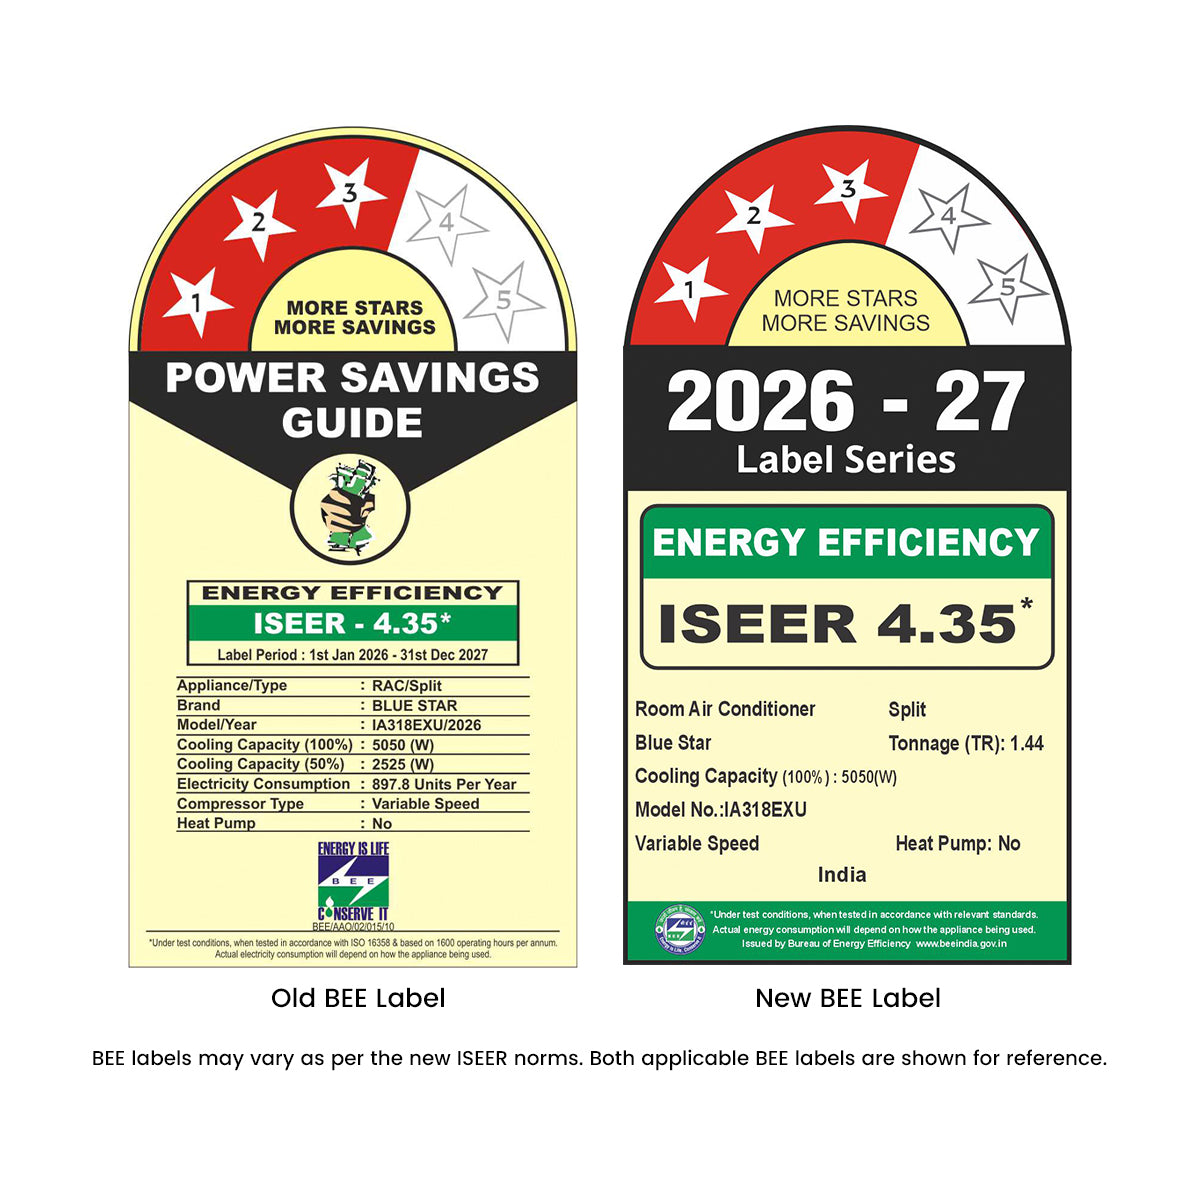 1
2
3
4
5
MORE STARS
MORE SAVINGS
POWER SAVINGS
GUIDE
ENERGY EFFICIENCY
ISEER - 4.35*
Label Period : 1st Jan 2026 - 31st Dec 2027
Appliance/Type : RAC/Split
Brand : BLUE STAR
Model/Year : IA318EXU/2026
Cooling Capacity (100%) : 5050 (W)
Cooling Capacity (50%) : 2525 (W)
Electricity Consumption : 897.8 Units Per Year
Compressor Type : Variable Speed
Heat Pump : No
ENERGY IS LIFE
BEE
CONSERVE IT
BEE/AAO/02/015/10
*Under test conditions, when tested in accordance with ISO 16358 & based on 1600 operating hours per annum.
Actual electricity consumption will depend on how the appliance being used.
Old BEE Label
1
2
3
4
5
MORE STARS
MORE SAVINGS
2026 - 27
Label Series
ENERGY EFFICIENCY
ISEER 4.35*
Room Air Conditioner Split
Blue Star Tonnage (TR): 1.44
Cooling Capacity (100%) : 5050(W)
Model No.:IA318EXU
Variable Speed Heat Pump: No
India
BEE
*Under test conditions, when tested in accordance with relevant standards.
Actual energy consumption will depend on how the appliance being used.
Issued by Bureau of Energy Efficiency www.beeindia.gov.in
New BEE Label
BEE labels may vary as per the new ISEER norms. Both applicable BEE labels are shown for reference.